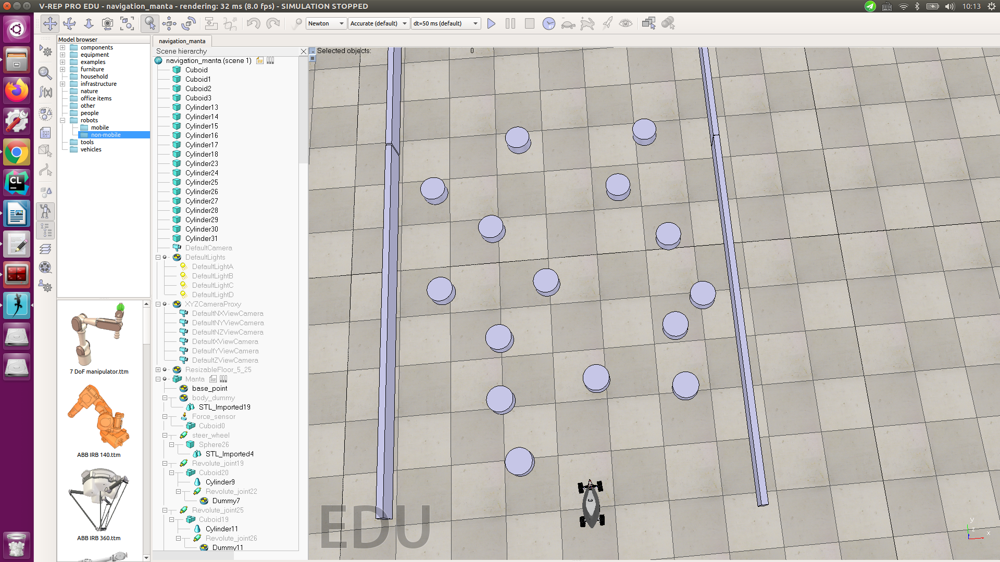 V-REP PRO EDU - navigation_manta - rendering: 32 ms (8.0 fps) - SIMULATION STOPPED
10:13
Newton
Accurate (default)
dt=50 ms (default)
RT
Model browser
components
equipment
examples
furniture
household
infrastructure
nature
office items
other
people
robots
mobile
non-mobile
tools
vehicles
7 DoF manipulator.ttm
ABB IRB 140.ttm
ABB IRB 360.ttm
navigation_manta
Scene hierarchy
navigation_manta (scene 1)
Cuboid
Cuboid1
Cuboid2
Cuboid3
Cylinder13
Cylinder14
Cylinder15
Cylinder16
Cylinder17
Cylinder18
Cylinder23
Cylinder24
Cylinder25
Cylinder26
Cylinder27
Cylinder28
Cylinder29
Cylinder30
Cylinder31
DefaultCamera
DefaultLights
DefaultLightA
DefaultLightB
DefaultLightC
DefaultLightD
XYZCameraProxy
DefaultNXViewCamera
DefaultNYViewCamera
DefaultNZViewCamera
DefaultXViewCamera
DefaultYViewCamera
DefaultZViewCamera
ResizableFloor_5_25
Manta
base_point
body_dummy
STL_Imported19
Force_sensor
Cuboid0
steer_wheel
Sphere26
STL_Imported4
Revolute_joint19
Cuboid20
Cylinder9
Revolute_joint22
Dummy7
Revolute_joint25
Cuboid19
Cylinder11
Revolute_joint26
Dummy11
Selected objects:
0
EDU
y
z
x
CL
f(x)